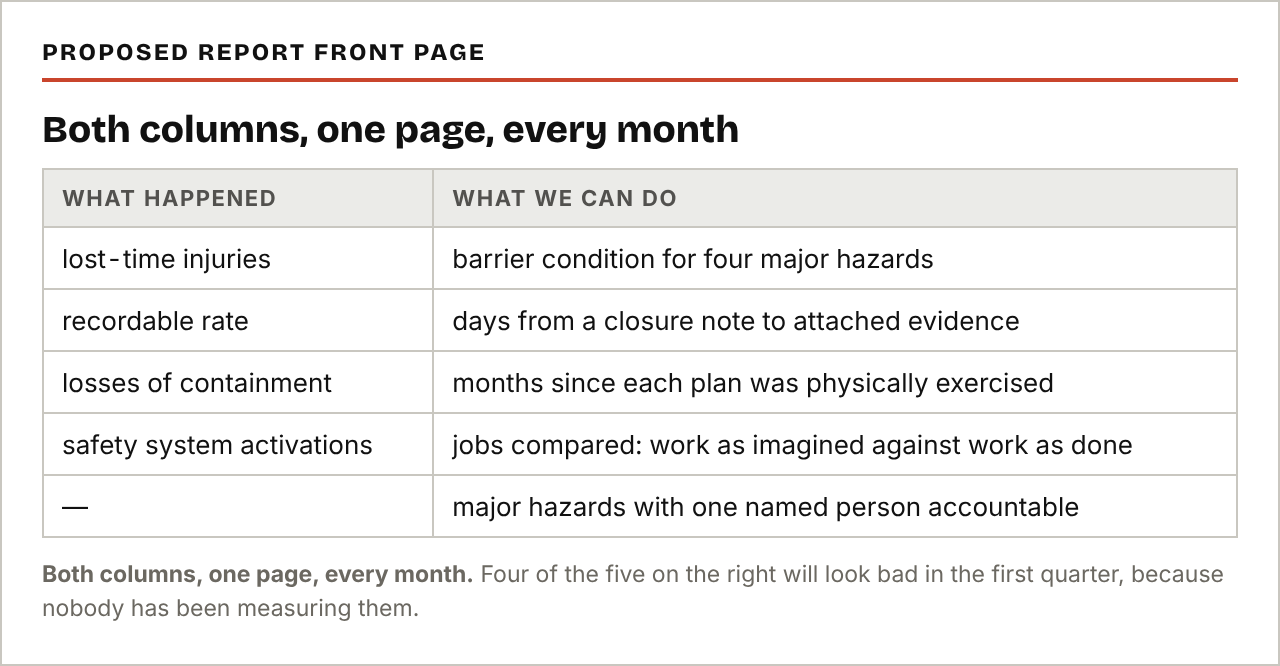 PROPOSED REPORT FRONT PAGE
Both columns, one page, every month
WHAT HAPPENED WHAT WE CAN DO
lost-time injuries barrier condition for four major hazards
recordable rate days from a closure note to attached evidence
losses of containment months since each plan was physically exercised
safety system activations jobs compared: work as imagined against work as done
— major hazards with one named person accountable
Both columns, one page, every month. Four of the five on the right will look bad in the first quarter, because
nobody has been measuring them.